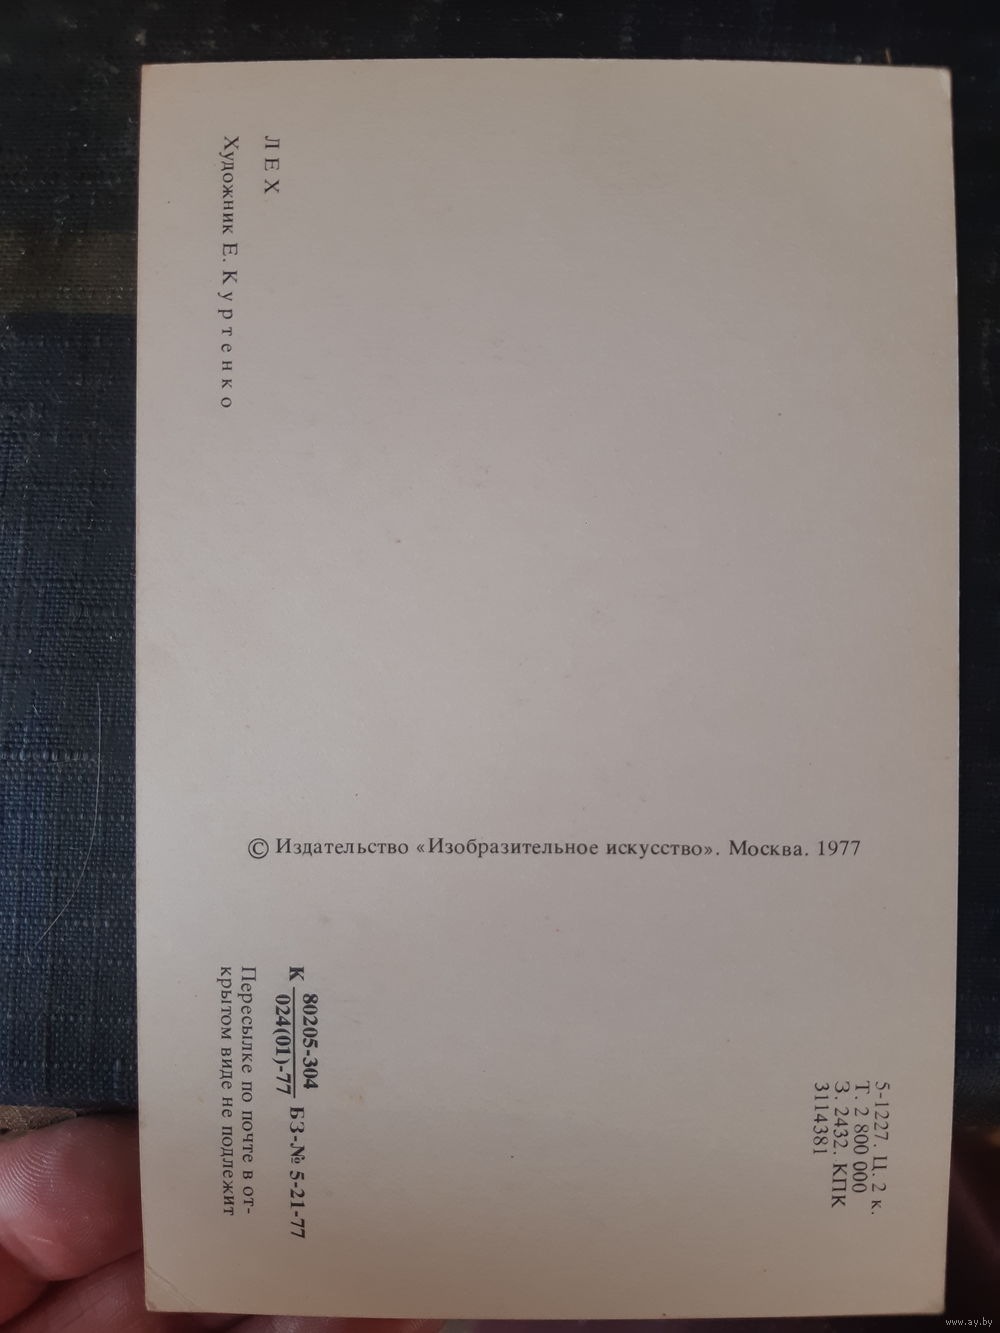 ЛЕХ
Художник Е. Куртенко
© Издательство «Изобразительное искусство». Москва. 1977
5-1227. Ц. 2 к.
Т. 2 800 000
З. 2432. КПК
3114381
К 80205-304 БЗ-№ 5-21-77
024(01)-77
Пересылке по почте в от-
крытом виде не подлежит
www.ay.by